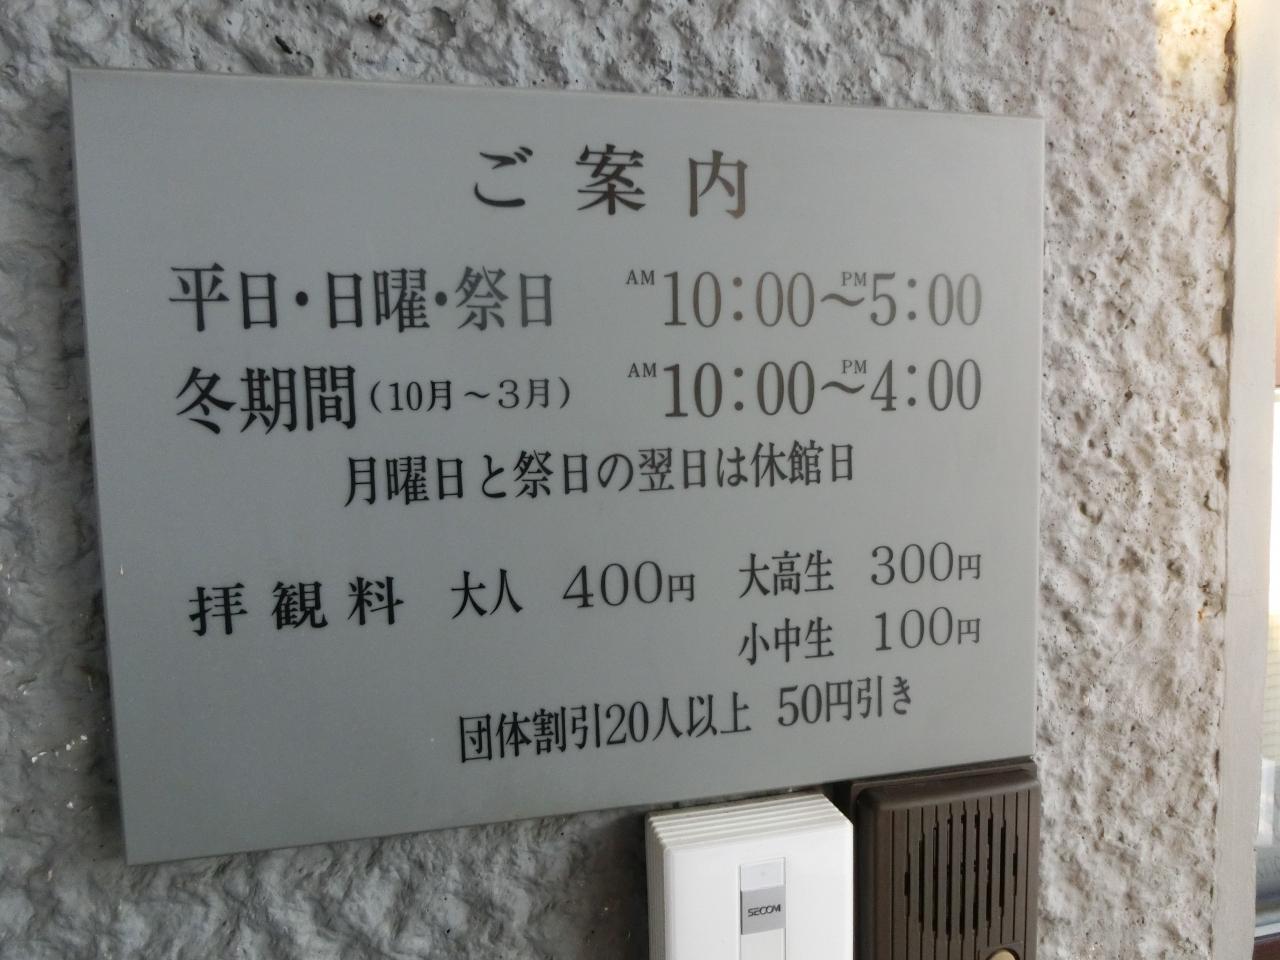 ご案内
平日・日曜・祭日 AM10:00〜PM5:00
冬期間(10月〜3月) AM10:00〜PM4:00
月曜日と祭日の翌日は休館日
拝観料 大人 400円 大高生 300円
小中生 100円
団体割引20人以上 50円引き
SECOM